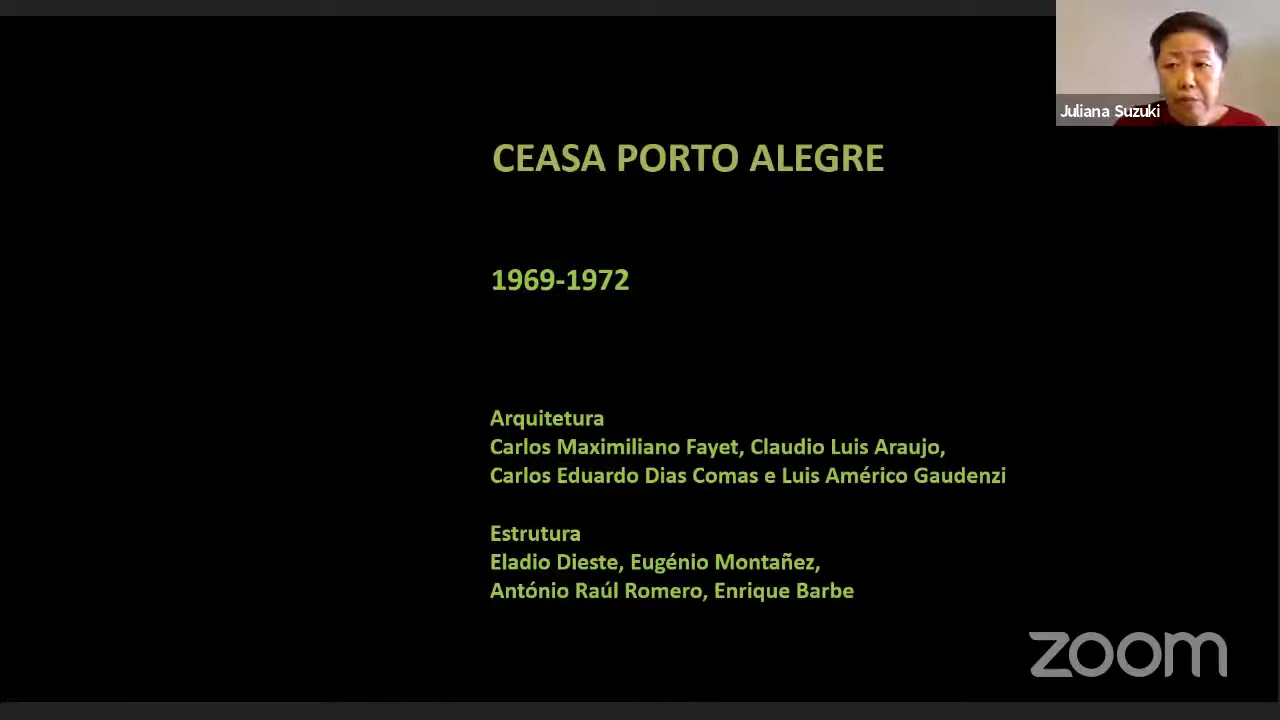 Juliana Suzuki
CEASA PORTO ALEGRE
1969-1972
Arquitetura
Carlos Maximiliano Fayet, Claudio Luis Araujo,
Carlos Eduardo Dias Comas e Luis Américo Gaudenzi
Estrutura
Eladio Dieste, Eugénio Montañez,
António Raúl Romero, Enrique Barbe
zoom